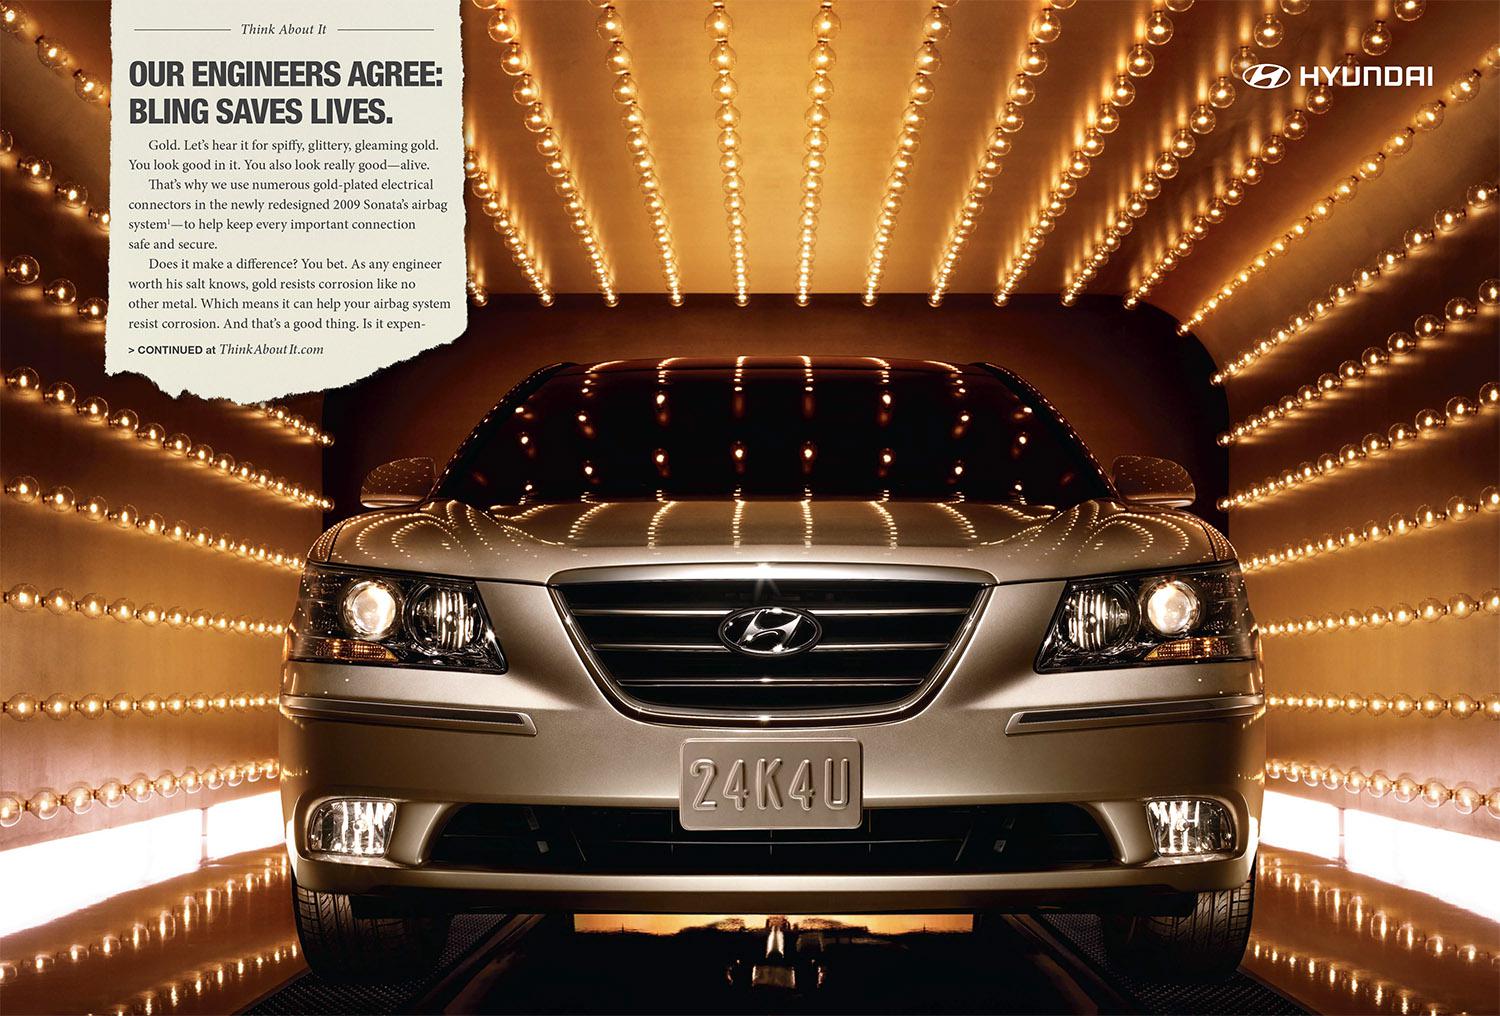 Think About It
OUR ENGINEERS AGREE:
BLING SAVES LIVES.
Gold. Let's hear it for spiffy, glittery, gleaming gold.
You look good in it. You also look really good—alive.
That's why we use numerous gold-plated electrical
connectors in the newly redesigned 2009 Sonata's airbag
system¹—to help keep every important connection
safe and secure.
Does it make a difference? You bet. As any engineer
worth his salt knows, gold resists corrosion like no
other metal. Which means it can help your airbag system
resist corrosion. And that's a good thing. Is it expen-
> CONTINUED at ThinkAboutIt.com
HYUNDAI
24K4U